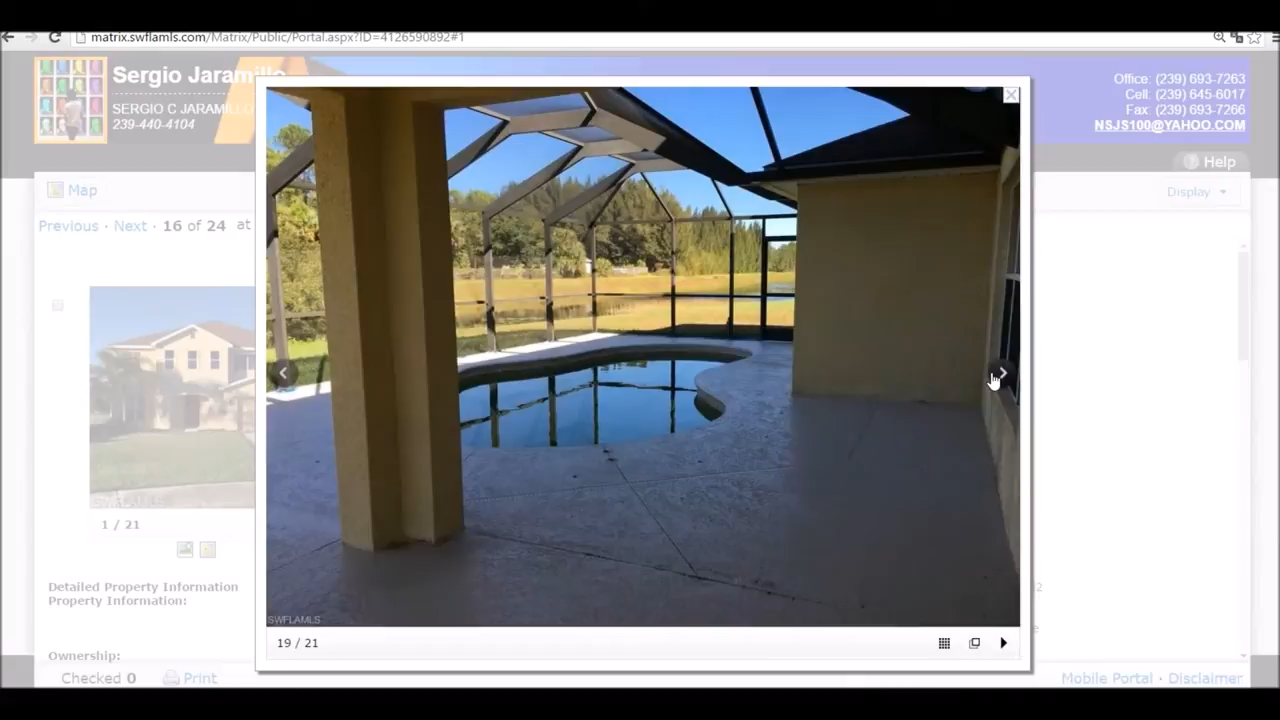 matrix.swflamls.com/Matrix/Public/Portal.aspx?ID=4126590892#1
Sergio Jaramillo
SERGIO C JARAMILLO
239-440-4104
Office: (239) 693-7263
Cell: (239) 645-6017
Fax: (239) 693-7266
NSJS100@YAHOO.COM
Help
Map
Display
Previous · Next · 16 of 24 at
SWFLAMLS
1 / 21
Detailed Property Information
Property Information:
Ownership:
SWFLAMLS
19 / 21
Checked 0
Print
Mobile Portal · Disclaimer